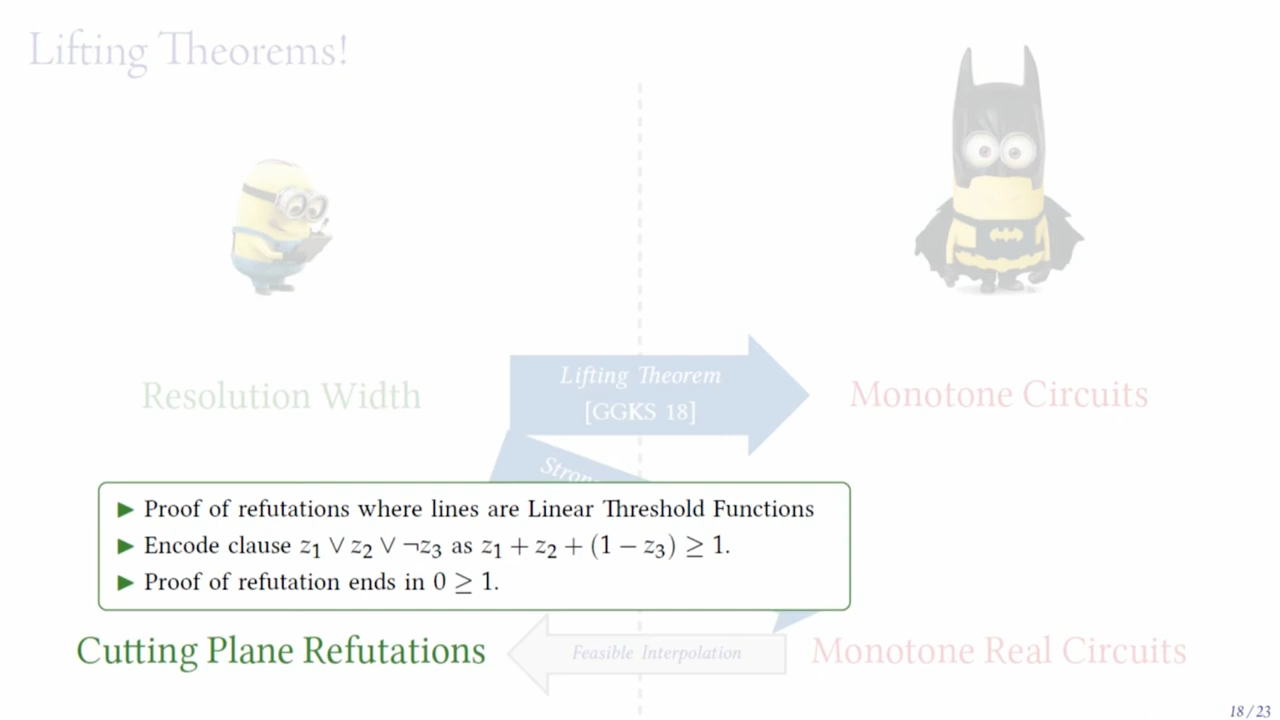 Lifting Theorems!
Resolution Width
Lifting Theorem
[GGKS 18]
Monotone Circuits
▶ Proof of refutations where lines are Linear Threshold Functions
▶ Encode clause z₁ ∨ z₂ ∨ ¬z₃ as z₁ + z₂ + (1 − z₃) ≥ 1.
▶ Proof of refutation ends in 0 ≥ 1.
Cutting Plane Refutations
Feasible Interpolation
Monotone Real Circuits
18 / 23